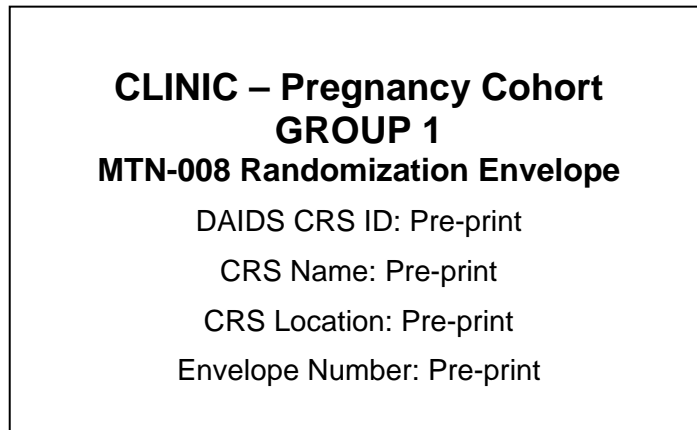 CLINIC – Pregnancy Cohort
GROUP 1
MTN-008 Randomization Envelope
DAIDS CRS ID: Pre-print
CRS Name: Pre-print
CRS Location: Pre-print
Envelope Number: Pre-print